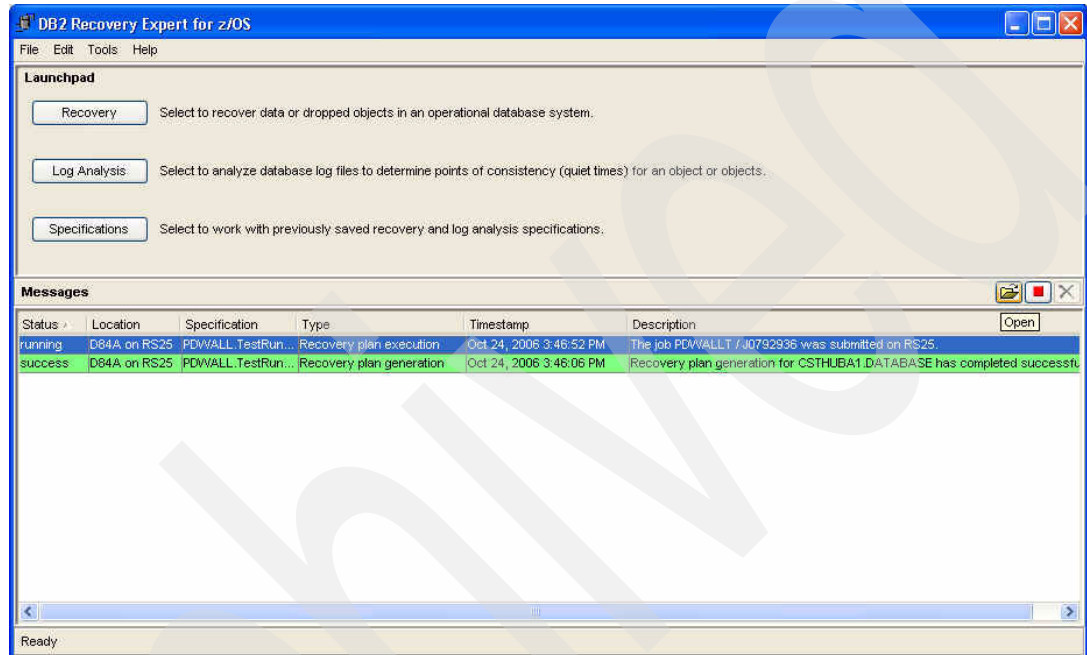 DB2 Recovery Expert for z/OS
File Edit Tools Help
Launchpad
Recovery Select to recover data or dropped objects in an operational database system.
Log Analysis Select to analyze database log files to determine points of consistency (quiet times) for an object or objects.
Specifications Select to work with previously saved recovery and log analysis specifications.
Messages
Open
Status Location Specification Type Timestamp Description
running D84A on RS25 PDWALL.TestRun... Recovery plan execution Oct 24, 2006 3:46:52 PM The job PDWALLT / J0792936 was submitted on RS25.
success D84A on RS25 PDWALL.TestRun... Recovery plan generation Oct 24, 2006 3:46:06 PM Recovery plan generation for CSTHUBA1.DATABASE has completed successfu
Ready